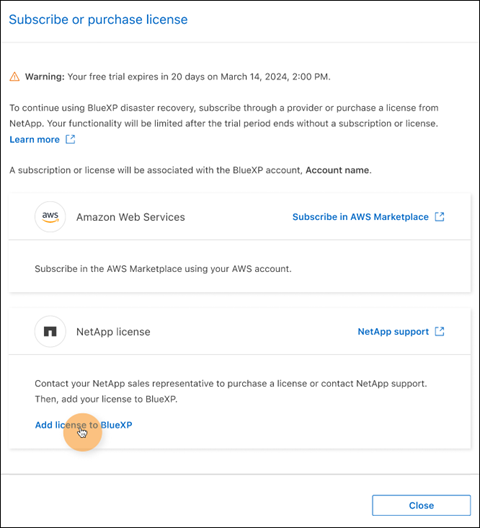 Subscribe or purchase license
Warning: Your free trial expires in 20 days on March 14, 2024, 2:00 PM.
To continue using BlueXP disaster recovery, subscribe through a provider or purchase a license from
NetApp. Your functionality will be limited after the trial period ends without a subscription or license.
Learn more
A subscription or license will be associated with the BlueXP account, Account name.
aws
Amazon Web Services
Subscribe in AWS Marketplace
Subscribe in the AWS Marketplace using your AWS account.
NetApp license
NetApp support
Contact your NetApp sales representative to purchase a license or contact NetApp support.
Then, add your license to BlueXP.
Add license to BlueXP
Close